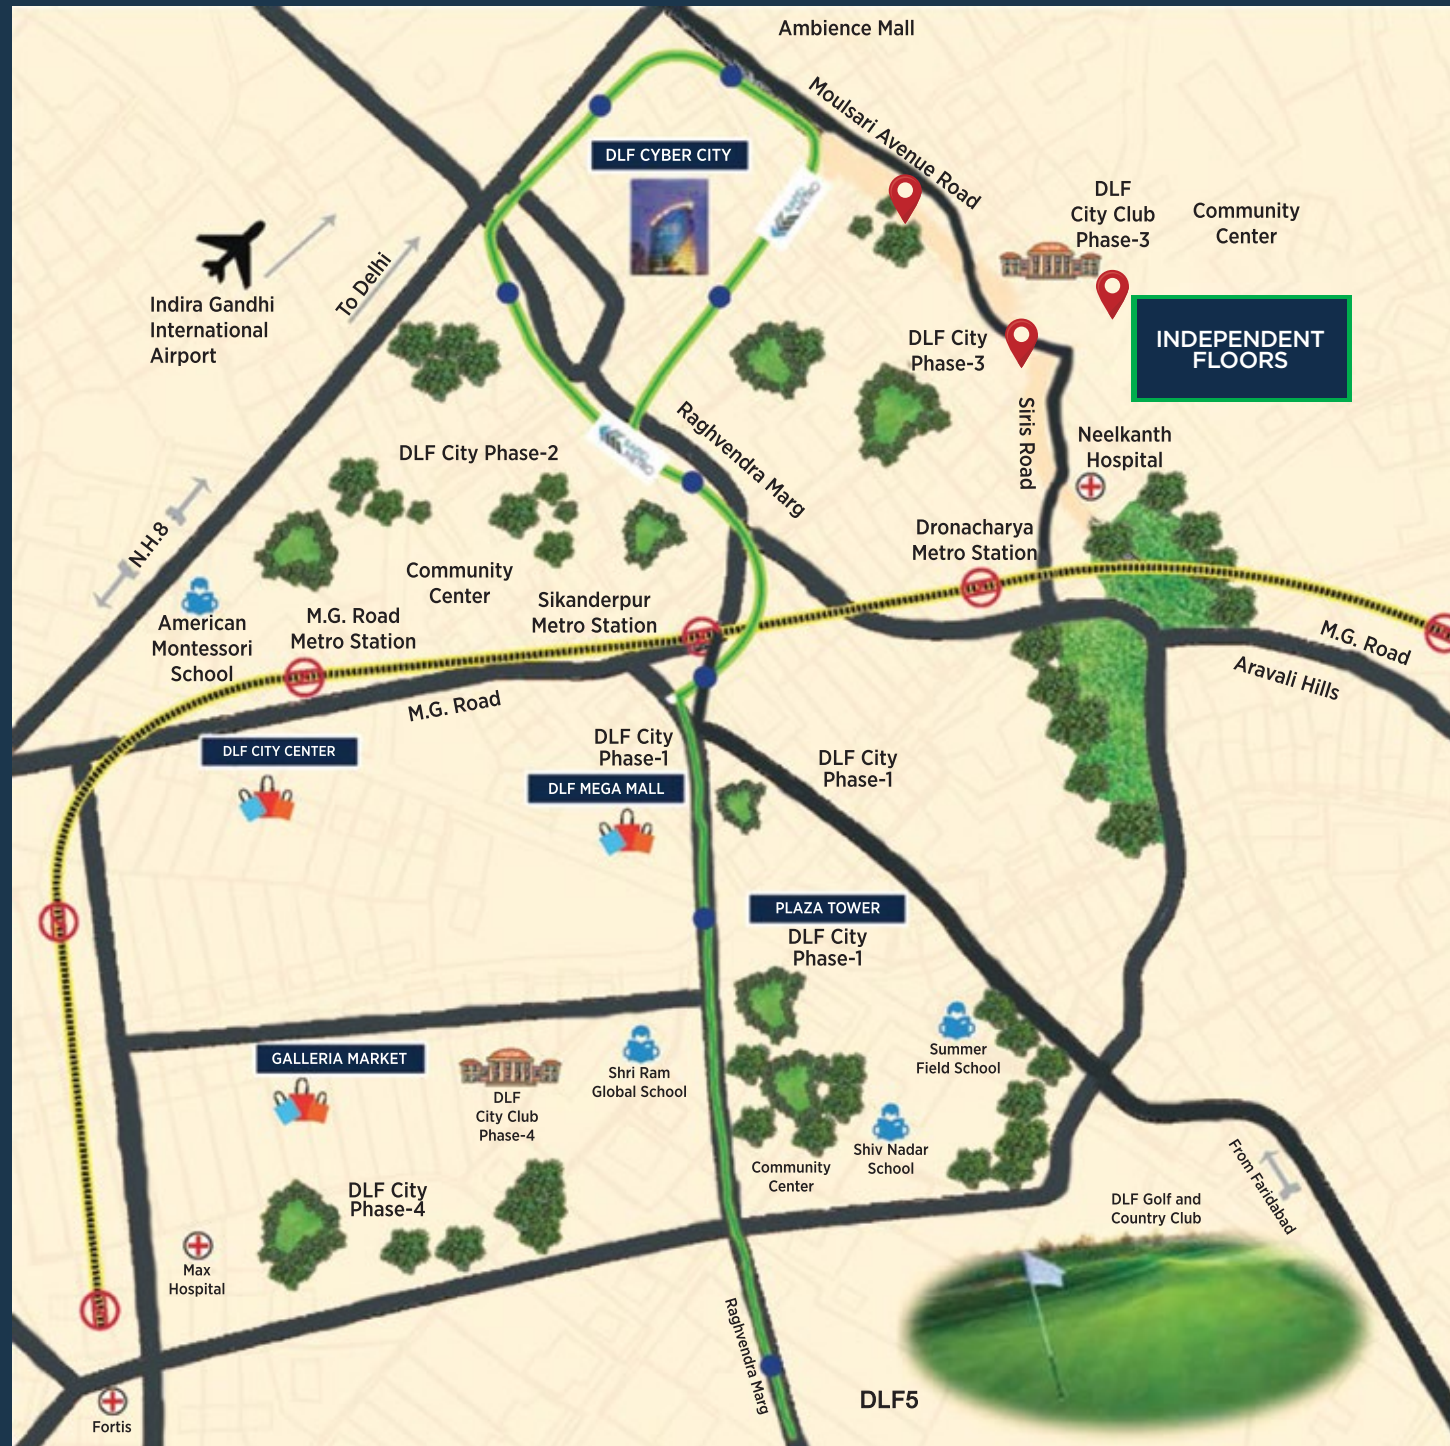 Ambience Mall
Moulsari Avenue Road
DLF CYBER CITY
DLF
City Club
Phase-3
Community
Center
Indira Gandhi
International
Airport
To Delhi
INDEPENDENT
FLOORS
DLF City
Phase-3
Siris Road
Raghvendra Marg
Neelkanth
Hospital
DLF City Phase-2
N.H.8
Dronacharya
Metro Station
Community
Center
Sikanderpur
Metro Station
M.G. Road
Metro Station
American
Montessori
School
M.G. Road
Aravali Hills
M.G. Road
DLF CITY CENTER
DLF City
Phase-1
DLF MEGA MALL
DLF City
Phase-1
PLAZA TOWER
DLF City
Phase-1
GALLERIA MARKET
DLF
City Club
Phase-4
Shri Ram
Global School
Summer
Field School
Shiv Nadar
School
Community
Center
DLF City
Phase-4
Max
Hospital
From Faridabad
DLF Golf and
Country Club
Raghvendra Marg
DLF5
Fortis